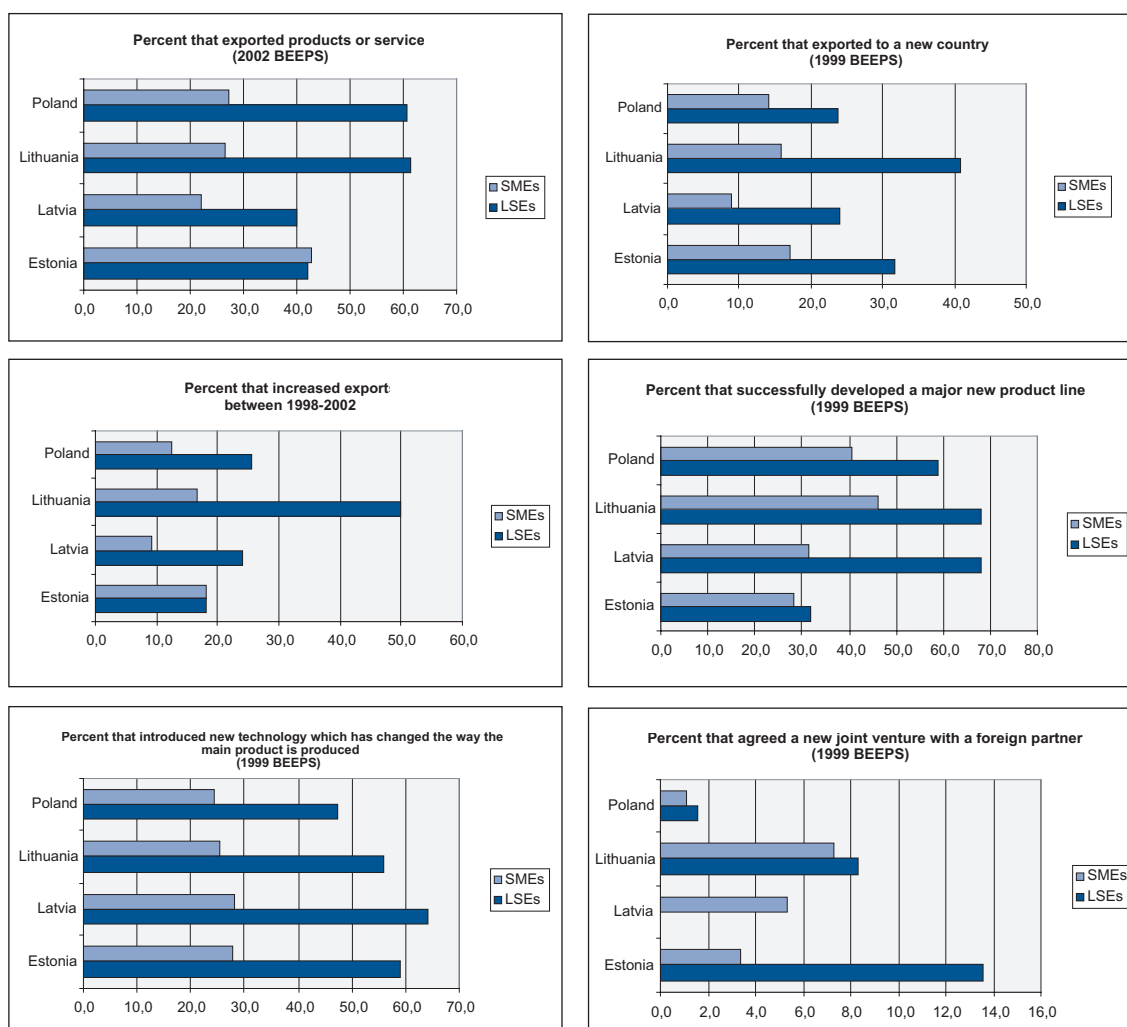 Percent that exported products or service
(2002 BEEPS)
Poland
Lithuania
Latvia
Estonia
0,0 10,0 20,0 30,0 40,0 50,0 60,0 70,0
SMEs
LSEs
Percent that exported to a new country
(1999 BEEPS)
Poland
Lithuania
Latvia
Estonia
0,0 10,0 20,0 30,0 40,0 50,0
SMEs
LSEs
Percent that increased export
between 1998-2002
Poland
Lithuania
Latvia
Estonia
0,0 10,0 20,0 30,0 40,0 50,0 60,0
SMEs
LSEs
Percent that successfully developed a major new product line
(1999 BEEPS)
Poland
Lithuania
Latvia
Estonia
0,0 10,0 20,0 30,0 40,0 50,0 60,0 70,0 80,0
SMEs
LSEs
Percent that introduced new technology which has changed the way the
main product is produced
(1999 BEEPS)
Poland
Lithuania
Latvia
Estonia
0,0 10,0 20,0 30,0 40,0 50,0 60,0 70,0
SMEs
LSEs
Percent that agreed a new joint venture with a foreign partner
(1999 BEEPS)
Poland
Lithuania
Latvia
Estonia
0,0 2,0 4,0 6,0 8,0 10,0 12,0 14,0 16,0
SMEs
LSEs